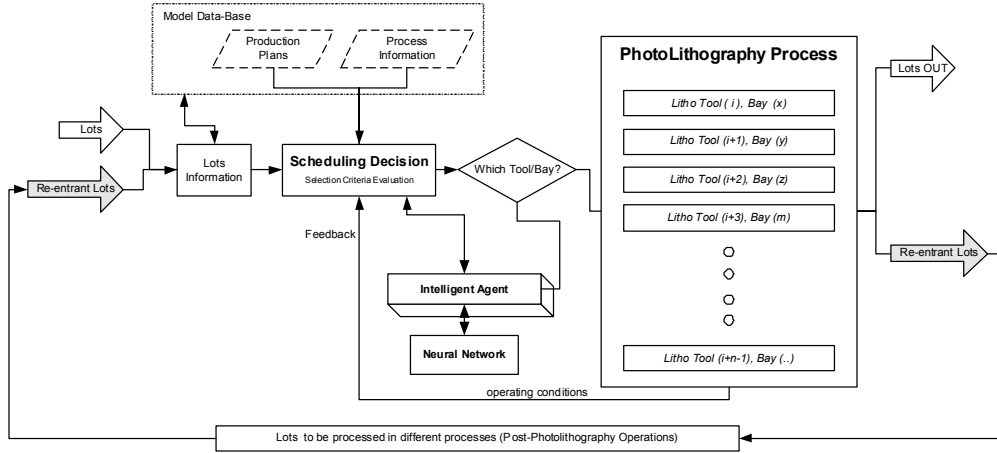 Model Data-Base
Production
Plans
Process
Information
PhotoLithography Process
Lots OUT
Litho Tool ( i ), Bay (x)
Lots
Litho Tool (i+1), Bay (y)
Lots
Information
Scheduling Decision
Selection Criteria Evaluation
Which Tool/Bay?
Re-entrant Lots
Litho Tool (i+2), Bay (z)
Litho Tool (i+3), Bay (m)
Feedback
Re-entrant Lots
Intelligent Agent
Neural Network
Litho Tool (i+n-1), Bay (..)
operating conditions
Lots to be processed in different processes (Post-Photolithography Operations)